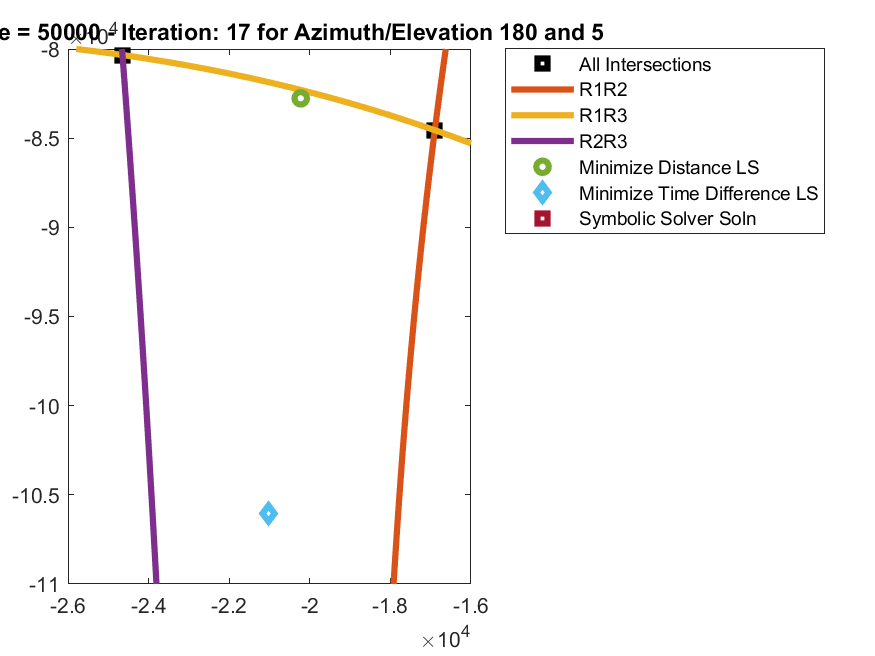 e = 50000- Iteration: 17 for Azimuth/Elevation 180 and 5
×10^4
-8
-8.5
-9
-9.5
-10
-10.5
-11
-2.6 -2.4 -2.2 -2 -1.8 -1.6
×10^4
All Intersections
R1R2
R1R3
R2R3
Minimize Distance LS
Minimize Time Difference LS
Symbolic Solver Soln